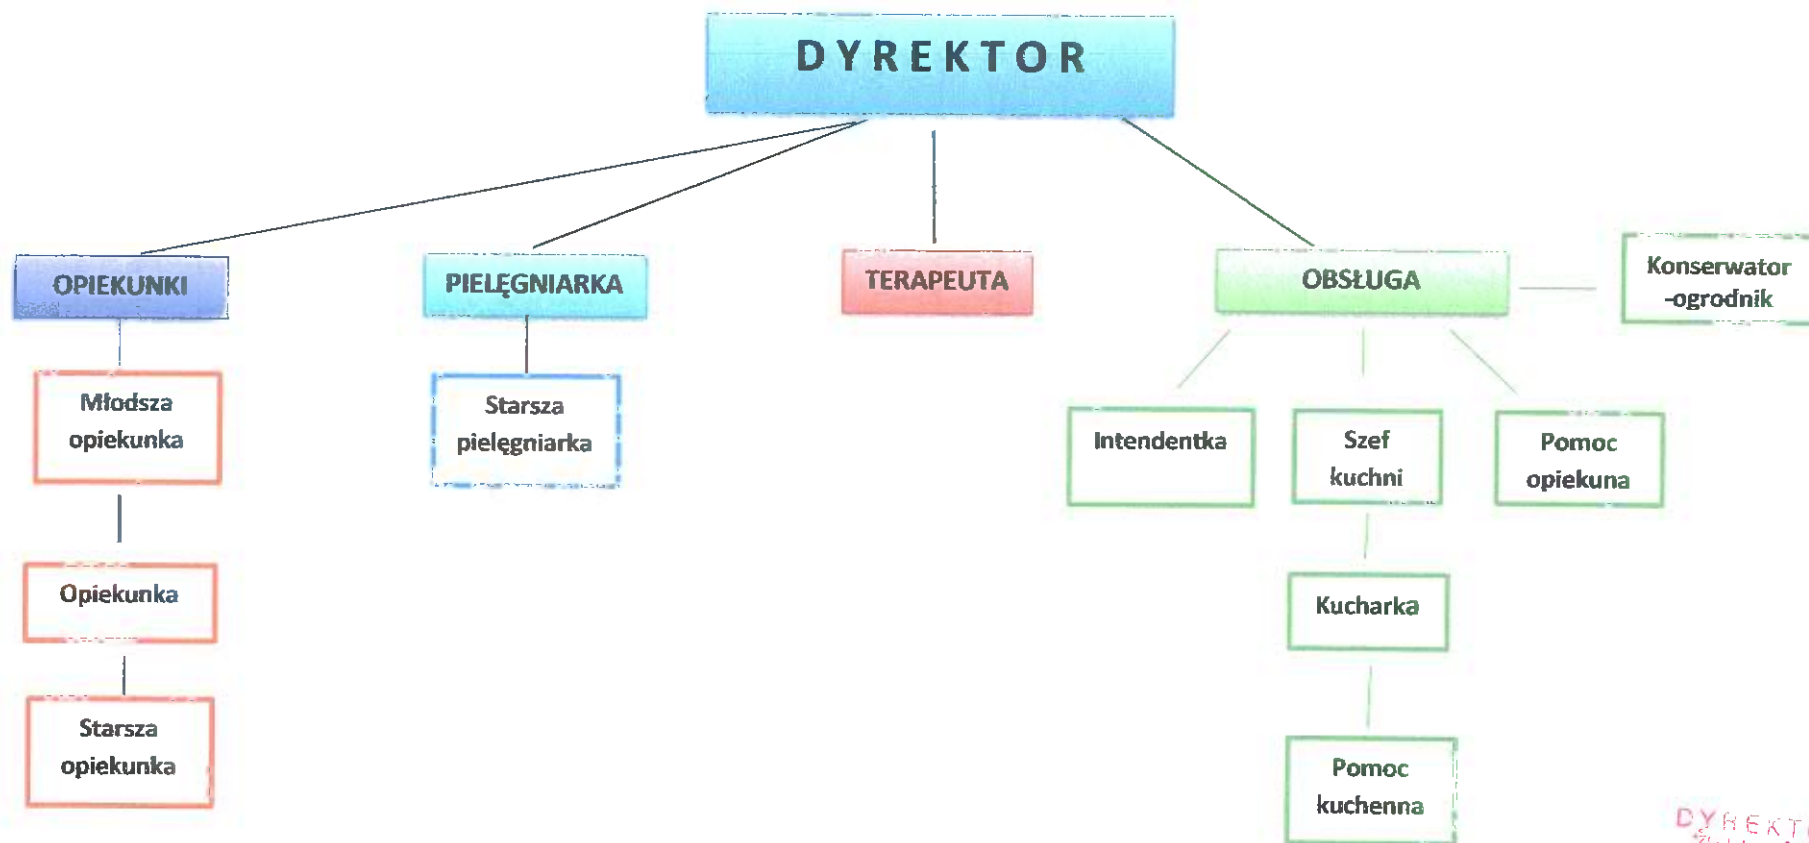 DYREKTOR
OPIEKUNKI
PIELĘGNIARKA
TERAPEUTA
OBSŁUGA
Konserwator
-ogrodnik
Młodsza
opiekunka
Starsza
pielęgniarka
Intendentka
Szef
kuchni
Pomoc
opiekuna
Opiekunka
Kucharka
Starsza
opiekunka
Pomoc
kuchenna